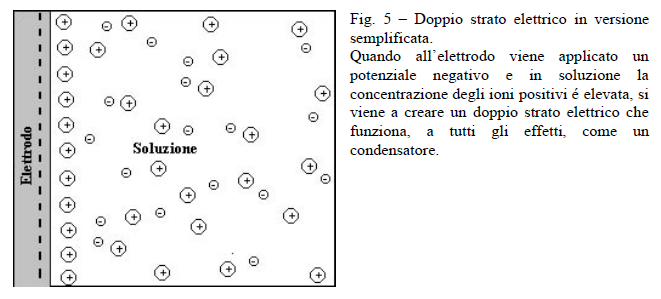 Elettrodo
Soluzione
Fig. 5 – Doppio strato elettrico in versione
semplificata.
Quando all'elettrodo viene applicato un
potenziale negativo e in soluzione la
concentrazione degli ioni positivi é elevata, si
viene a creare un doppio strato elettrico che
funziona, a tutti gli effetti, come un
condensatore.